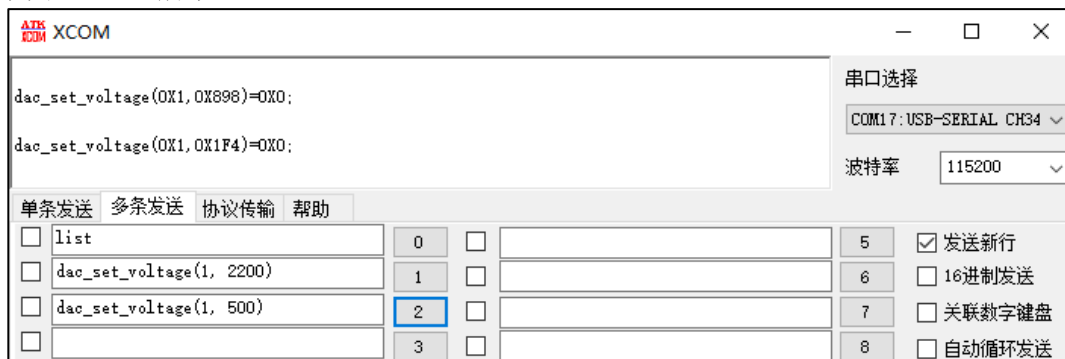 ATK XCOM XCOM
dac_set_voltage(0X1,0X898)=0X0;
dac_set_voltage(0X1,0X1F4)=0X0;
串口选择
COM17:USB-SERIAL CH34
波特率 115200
单条发送 多条发送 协议传输 帮助
list 0 5 发送新行
dac_set_voltage(1, 2200) 1 6 16进制发送
dac_set_voltage(1, 500) 2 7 关联数字键盘
3 8 自动循环发送